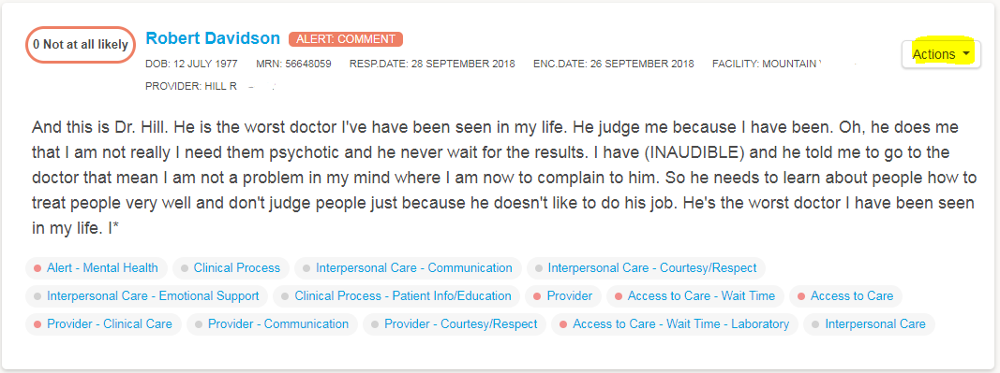 0 Not at all likely
Robert Davidson ALERT: COMMENT
DOB: 12 JULY 1977 MRN: 56648059 RESP.DATE: 28 SEPTEMBER 2018 ENC.DATE: 26 SEPTEMBER 2018 FACILITY: MOUNTAIN
Actions
PROVIDER: HILL R
And this is Dr. Hill. He is the worst doctor I've have been seen in my life. He judge me because I have been. Oh, he does me
that I am not really I need them psychotic and he never wait for the results. I have (INAUDIBLE) and he told me to go to the
doctor that mean I am not a problem in my mind where I am now to complain to him. So he needs to learn about people how to
treat people very well and don't judge people just because he doesn't like to do his job. He's the worst doctor I have been seen
in my life. I*
Alert - Mental Health Clinical Process Interpersonal Care - Communication Interpersonal Care - Courtesy/Respect
Interpersonal Care - Emotional Support Clinical Process - Patient Info/Education Provider Access to Care - Wait Time Access to Care
Provider - Clinical Care Provider - Communication Provider - Courtesy/Respect Access to Care - Wait Time - Laboratory Interpersonal Care